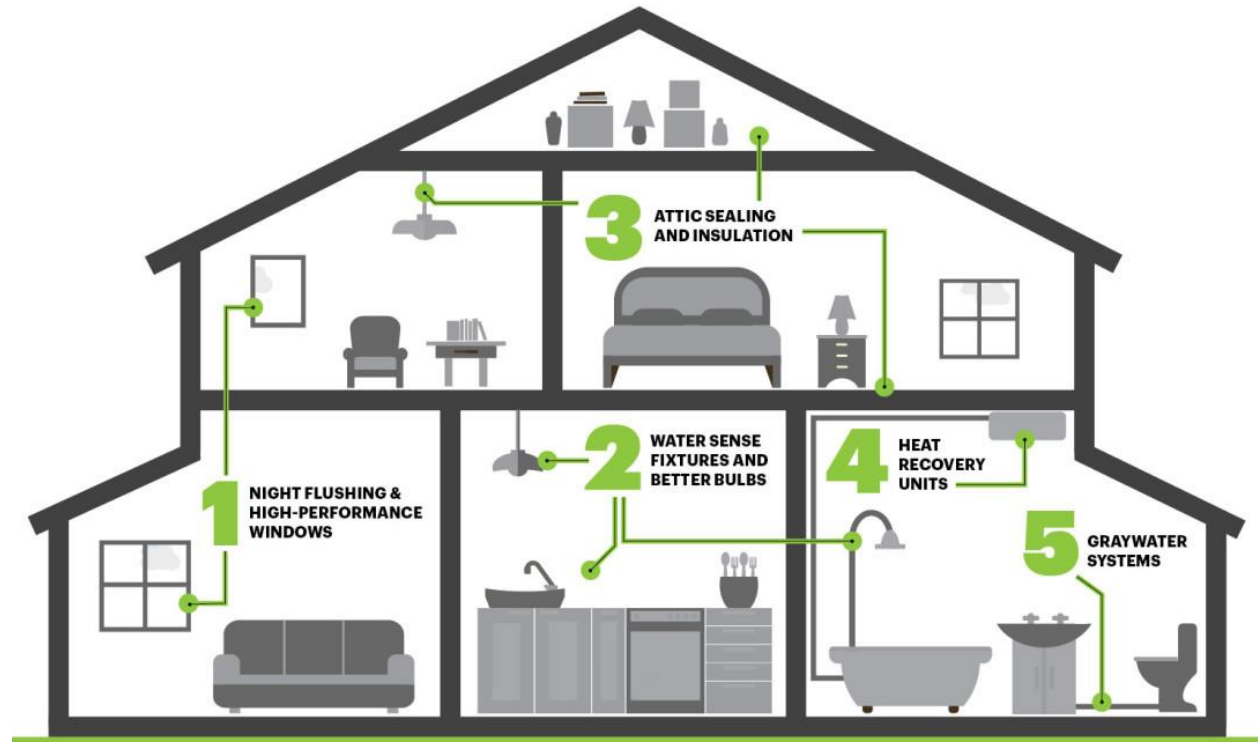 3 ATTIC SEALING
AND INSULATION
1 NIGHT FLUSHING &
HIGH-PERFORMANCE
WINDOWS
2 WATER SENSE
FIXTURES AND
BETTER BULBS
4 HEAT
RECOVERY
UNITS
5 GRAYWATER
SYSTEMS